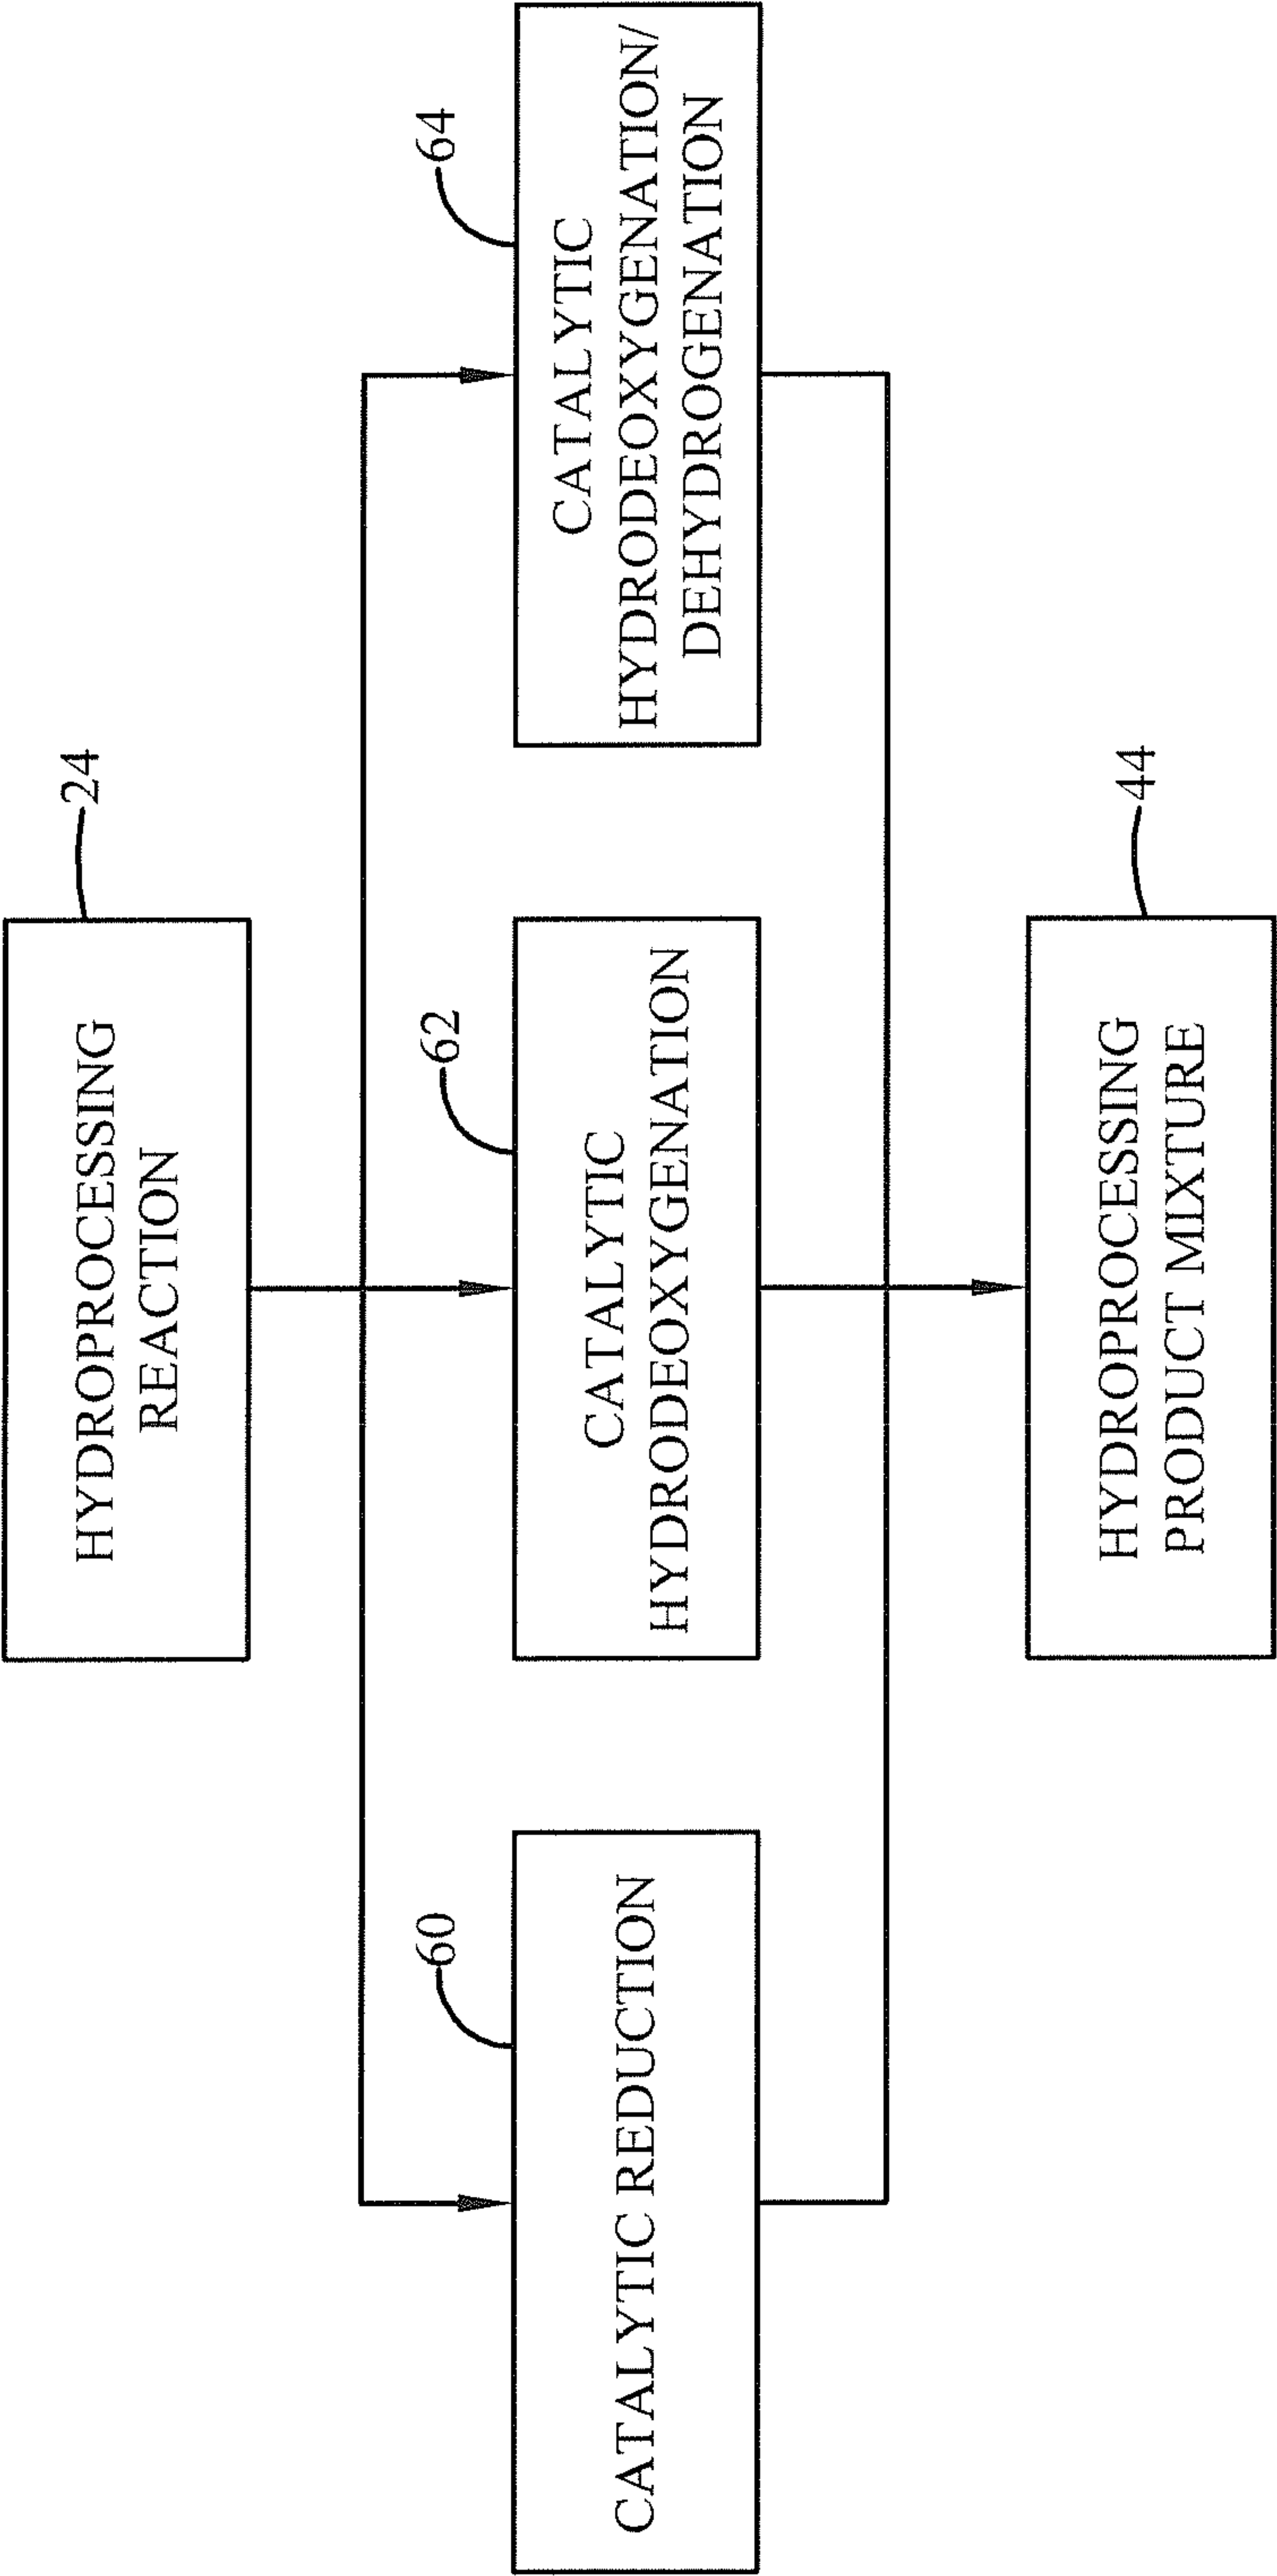 24
HYDROPROCESSING
REACTION
60
CATALYTIC REDUCTION
62
CATALYTIC
HYDRODEOXYGENATION
64
CATALYTIC
HYDRODEOXYGENATION/
DEHYDROGENATION
44
HYDROPROCESSING
PRODUCT MIXTURE